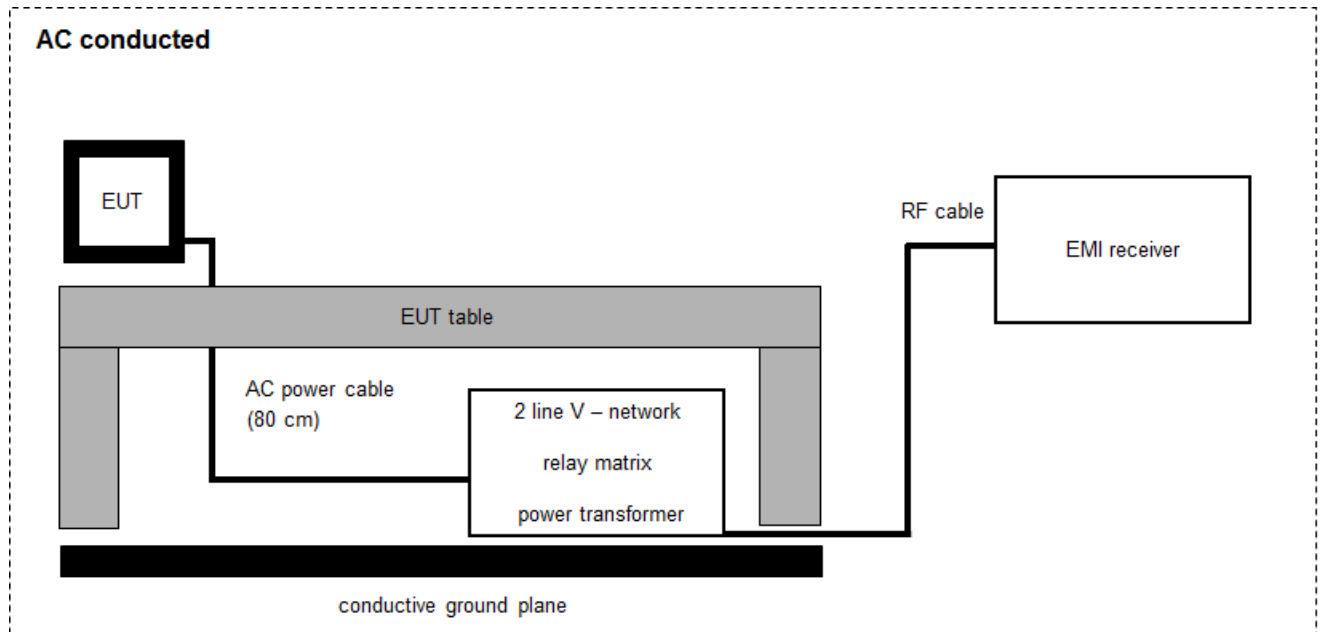 AC conducted
EUT
RF cable
EMI receiver
EUT table
AC power cable
(80 cm)
2 line V – network
relay matrix
power transformer
conductive ground plane